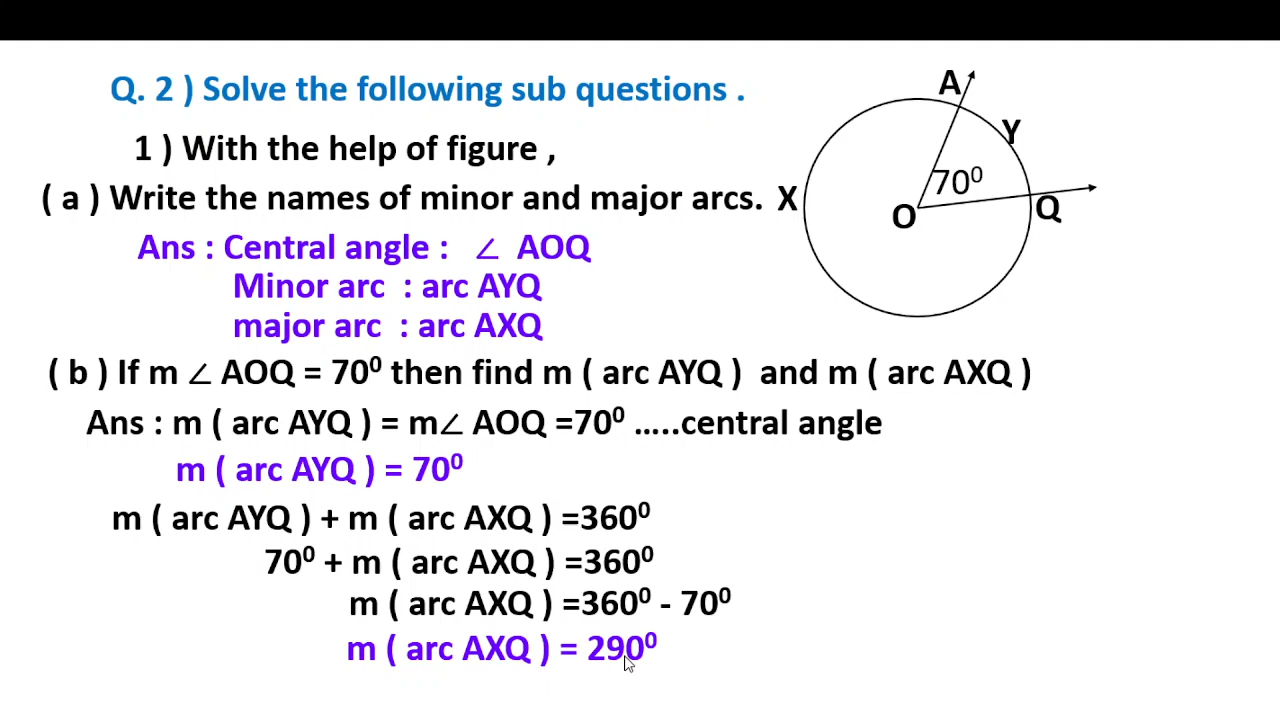 Q. 2 ) Solve the following sub questions .
1 ) With the help of figure ,
( a ) Write the names of minor and major arcs.
Ans : Central angle : ∠ AOQ
Minor arc : arc AYQ
major arc : arc AXQ
A
Y
X
70⁰
O
Q
( b ) If m ∠ AOQ = 70⁰ then find m ( arc AYQ ) and m ( arc AXQ )
Ans : m ( arc AYQ ) = m∠ AOQ =70⁰ …..central angle
m ( arc AYQ ) = 70⁰
m ( arc AYQ ) + m ( arc AXQ ) =360⁰
70⁰ + m ( arc AXQ ) =360⁰
m ( arc AXQ ) =360⁰ - 70⁰
m ( arc AXQ ) = 290⁰